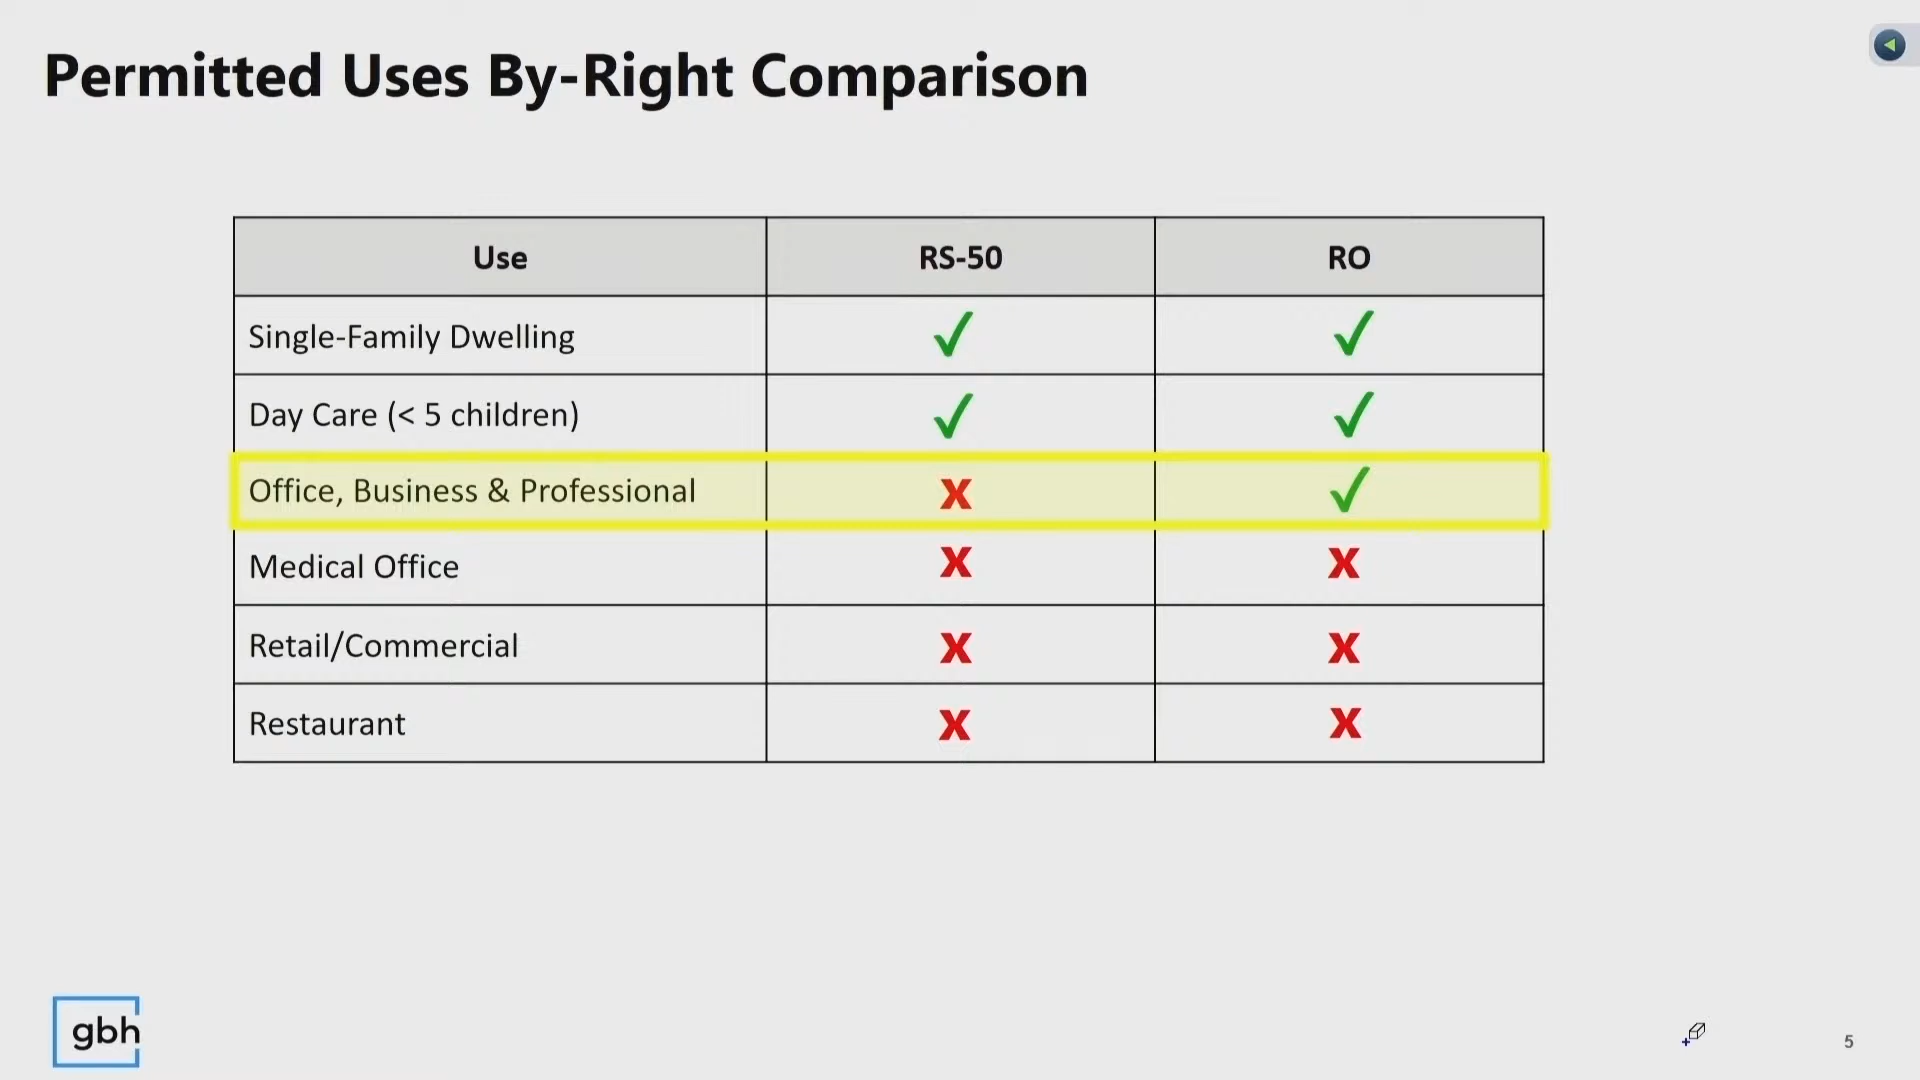 Permitted Uses By-Right Comparison
Use RS-50 RO
Single-Family Dwelling ✓ ✓
Day Care (< 5 children) ✓ ✓
Office, Business & Professional X ✓
Medical Office X X
Retail/Commercial X X
Restaurant X X
gbh
5